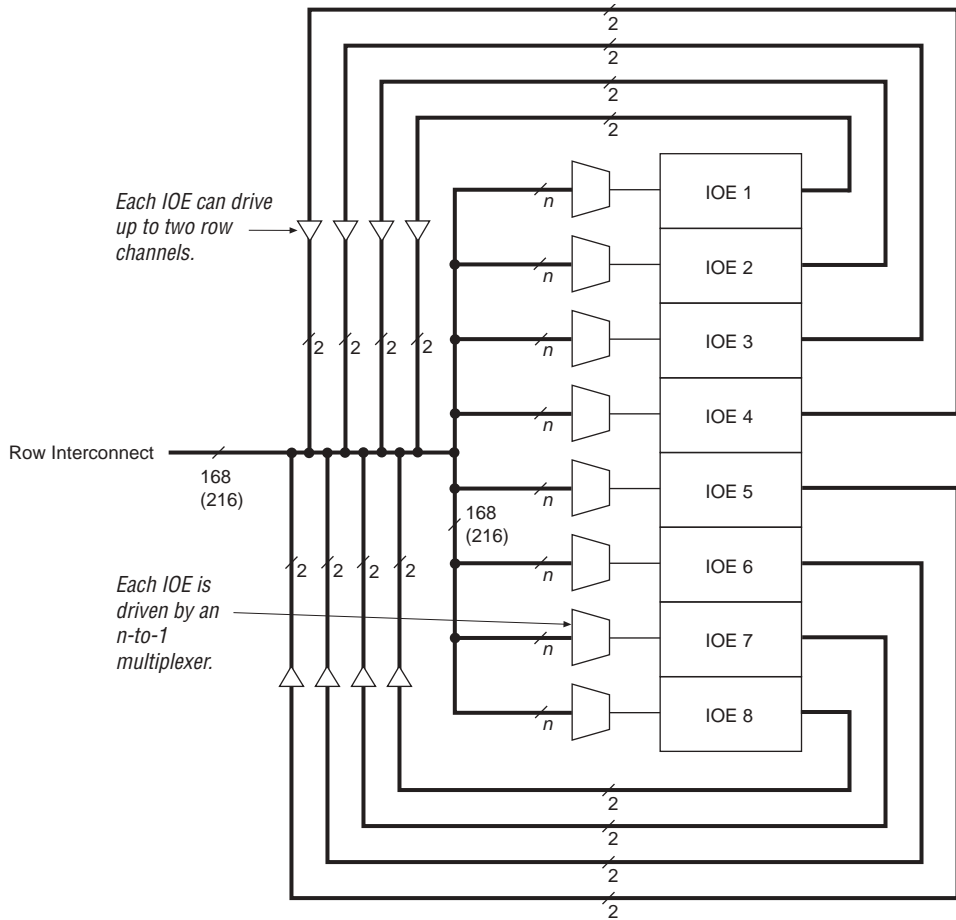 2
2
2
2
Each IOE can drive
up to two row
channels.
n
IOE 1
n
IOE 2
2
2
2
2
n
IOE 3
n
IOE 4
Row Interconnect
168
(216)
n
IOE 5
168
(216)
2
2
2
2
n
IOE 6
Each IOE is
driven by an
n-to-1
multiplexer.
n
IOE 7
n
IOE 8
2
2
2
2